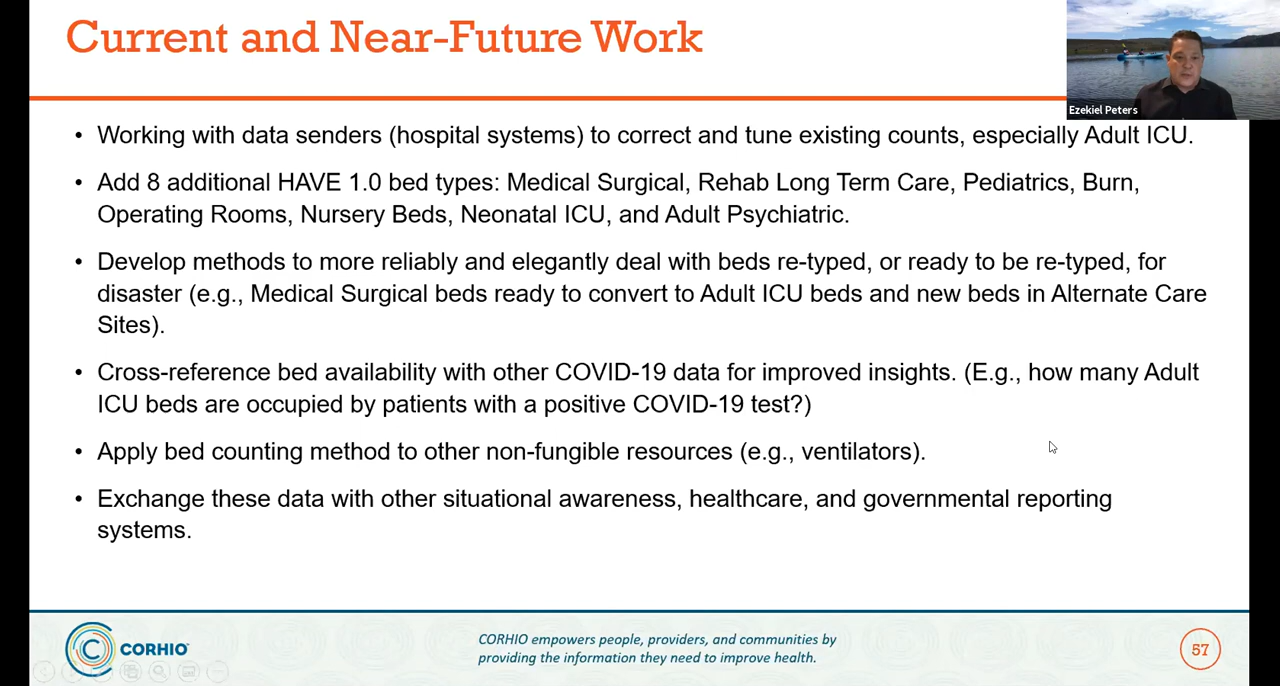 Current and Near-Future Work
Ezekiel Peters
• Working with data senders (hospital systems) to correct and tune existing counts, especially Adult ICU.
• Add 8 additional HAVE 1.0 bed types: Medical Surgical, Rehab Long Term Care, Pediatrics, Burn,
Operating Rooms, Nursery Beds, Neonatal ICU, and Adult Psychiatric.
• Develop methods to more reliably and elegantly deal with beds re-typed, or ready to be re-typed, for
disaster (e.g., Medical Surgical beds ready to convert to Adult ICU beds and new beds in Alternate Care
Sites).
• Cross-reference bed availability with other COVID-19 data for improved insights. (E.g., how many Adult
ICU beds are occupied by patients with a positive COVID-19 test?)
• Apply bed counting method to other non-fungible resources (e.g., ventilators).
• Exchange these data with other situational awareness, healthcare, and governmental reporting
systems.
C CORHIO
CORHIO empowers people, providers, and communities by
providing the information they need to improve health.
57